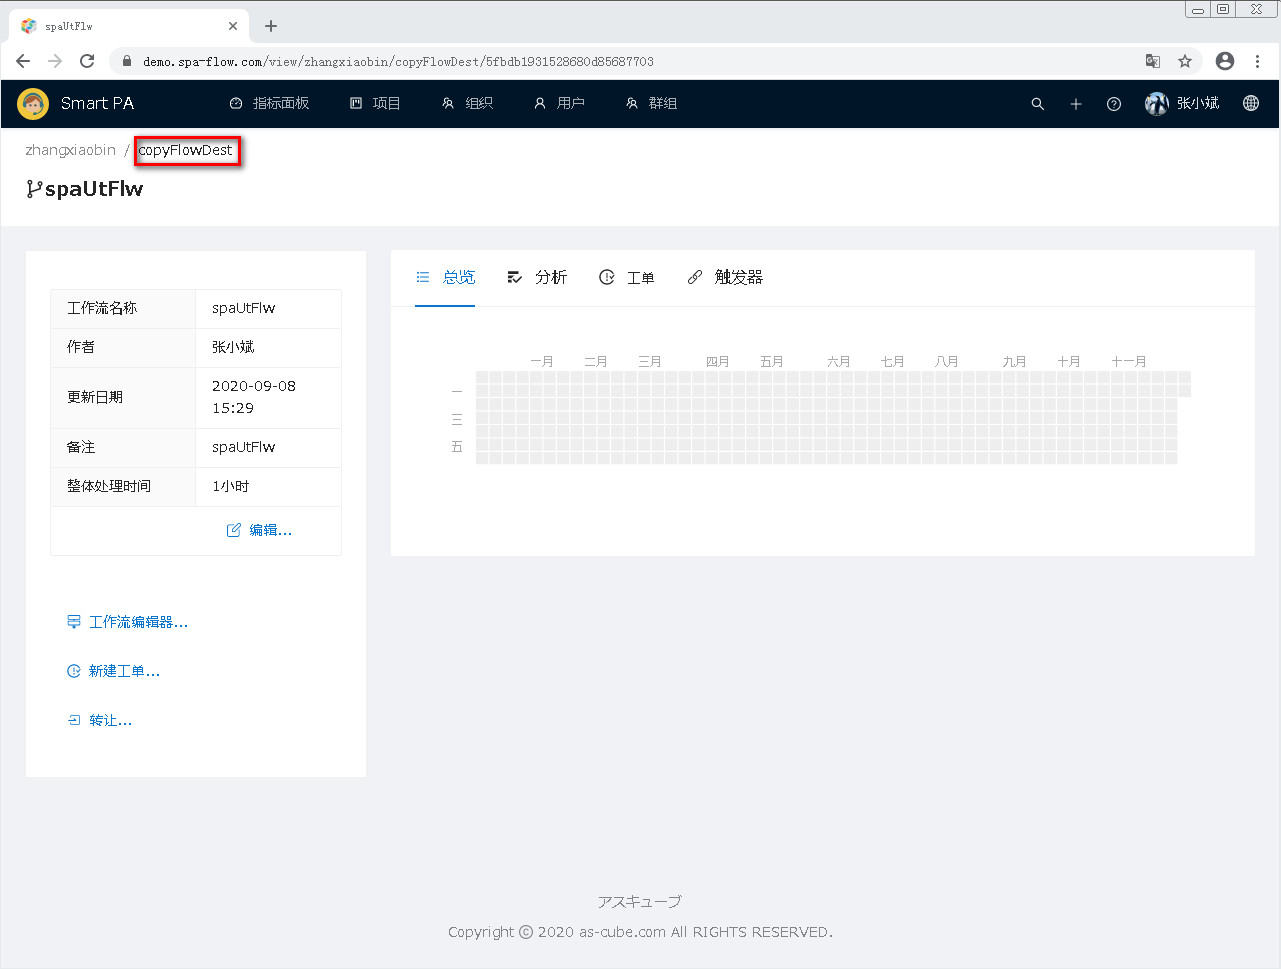 spaUtFlw
demo.spa-flow.com/view/zhangxiaobin/copyFlowDest/5fbdb1931528680d85687703
Smart PA 指标面板 项目 组织 用户 群组 张小斌
zhangxiaobin / copyFlowDest
spaUtFlw
工作流名称 spaUtFlw
作者 张小斌
更新日期 2020-09-08 15:29
备注 spaUtFlw
整体处理时间 1小时
编辑...
工作流编辑器...
新建工单...
转让...
总览 分析 工单 触发器
一月 二月 三月 四月 五月 六月 七月 八月 九月 十月 十一月
一
三
五
アスキューブ
Copyright © 2020 as-cube.com All RIGHTS RESERVED.